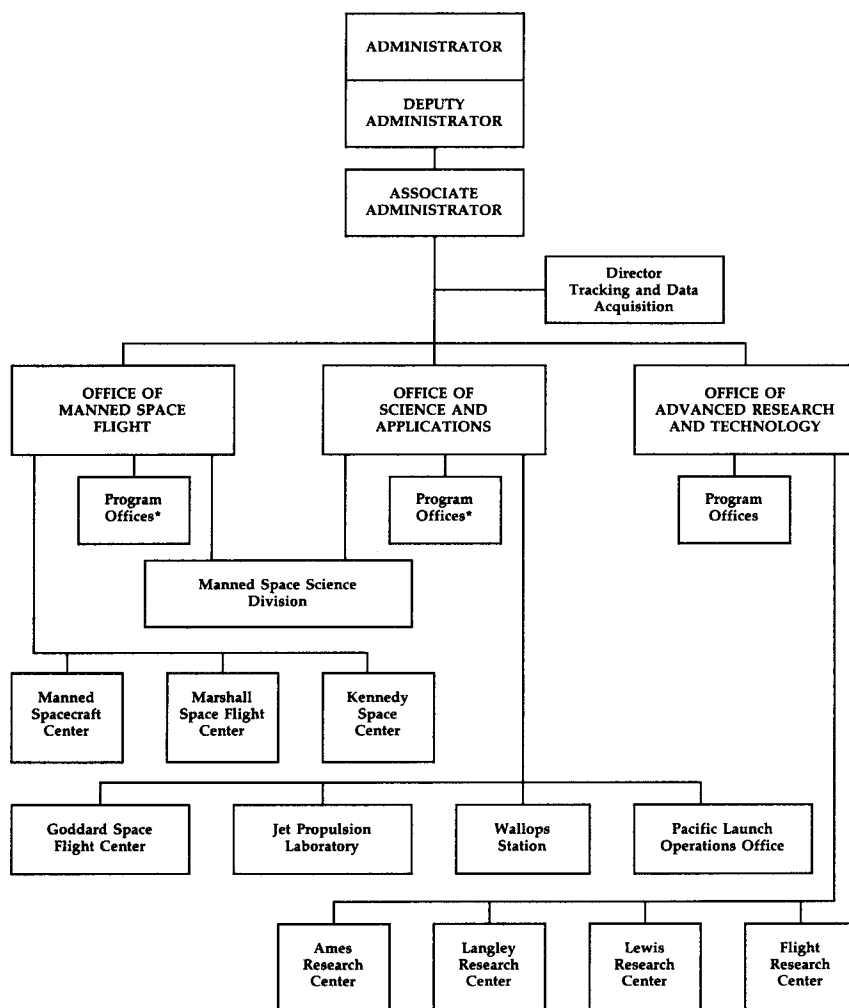 ADMINISTRATOR
DEPUTY
ADMINISTRATOR
ASSOCIATE
ADMINISTRATOR
Director
Tracking and Data
Acquisition
OFFICE OF
MANNED SPACE
FLIGHT
OFFICE OF
SCIENCE AND
APPLICATIONS
OFFICE OF
ADVANCED RESEARCH
AND TECHNOLOGY
Program
Offices*
Program
Offices*
Program
Offices
Manned Space Science
Division
Manned
Spacecraft
Center
Marshall
Space Flight
Center
Kennedy
Space
Center
Goddard Space
Flight Center
Jet Propulsion
Laboratory
Wallops
Station
Pacific Launch
Operations Office
Ames
Research
Center
Langley
Research
Center
Lewis
Research
Center
Flight
Research
Center